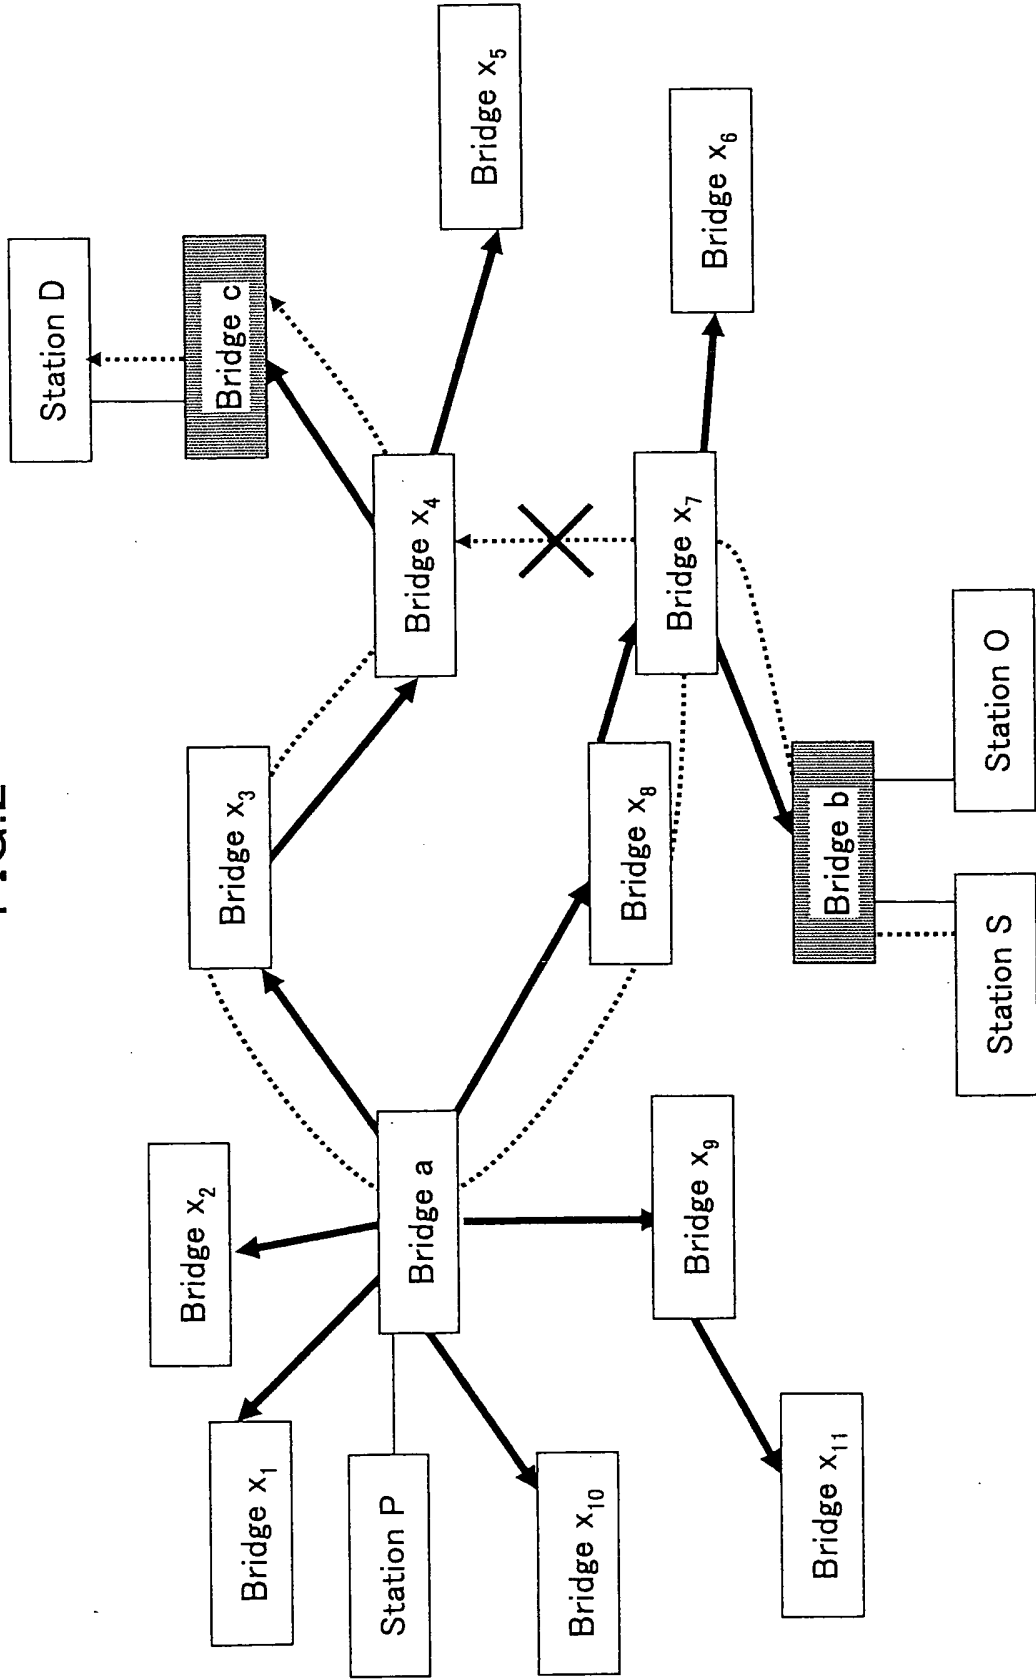 Station D
Bridge x₂
Bridge x₃
Bridge c
Bridge x₁
Station P
Bridge a
Bridge x₄
Bridge x₅
Bridge x₁₀
Bridge x₈
Bridge x₇
Bridge x₉
Bridge x₆
Bridge x₁₁
Bridge b
Station S
Station O